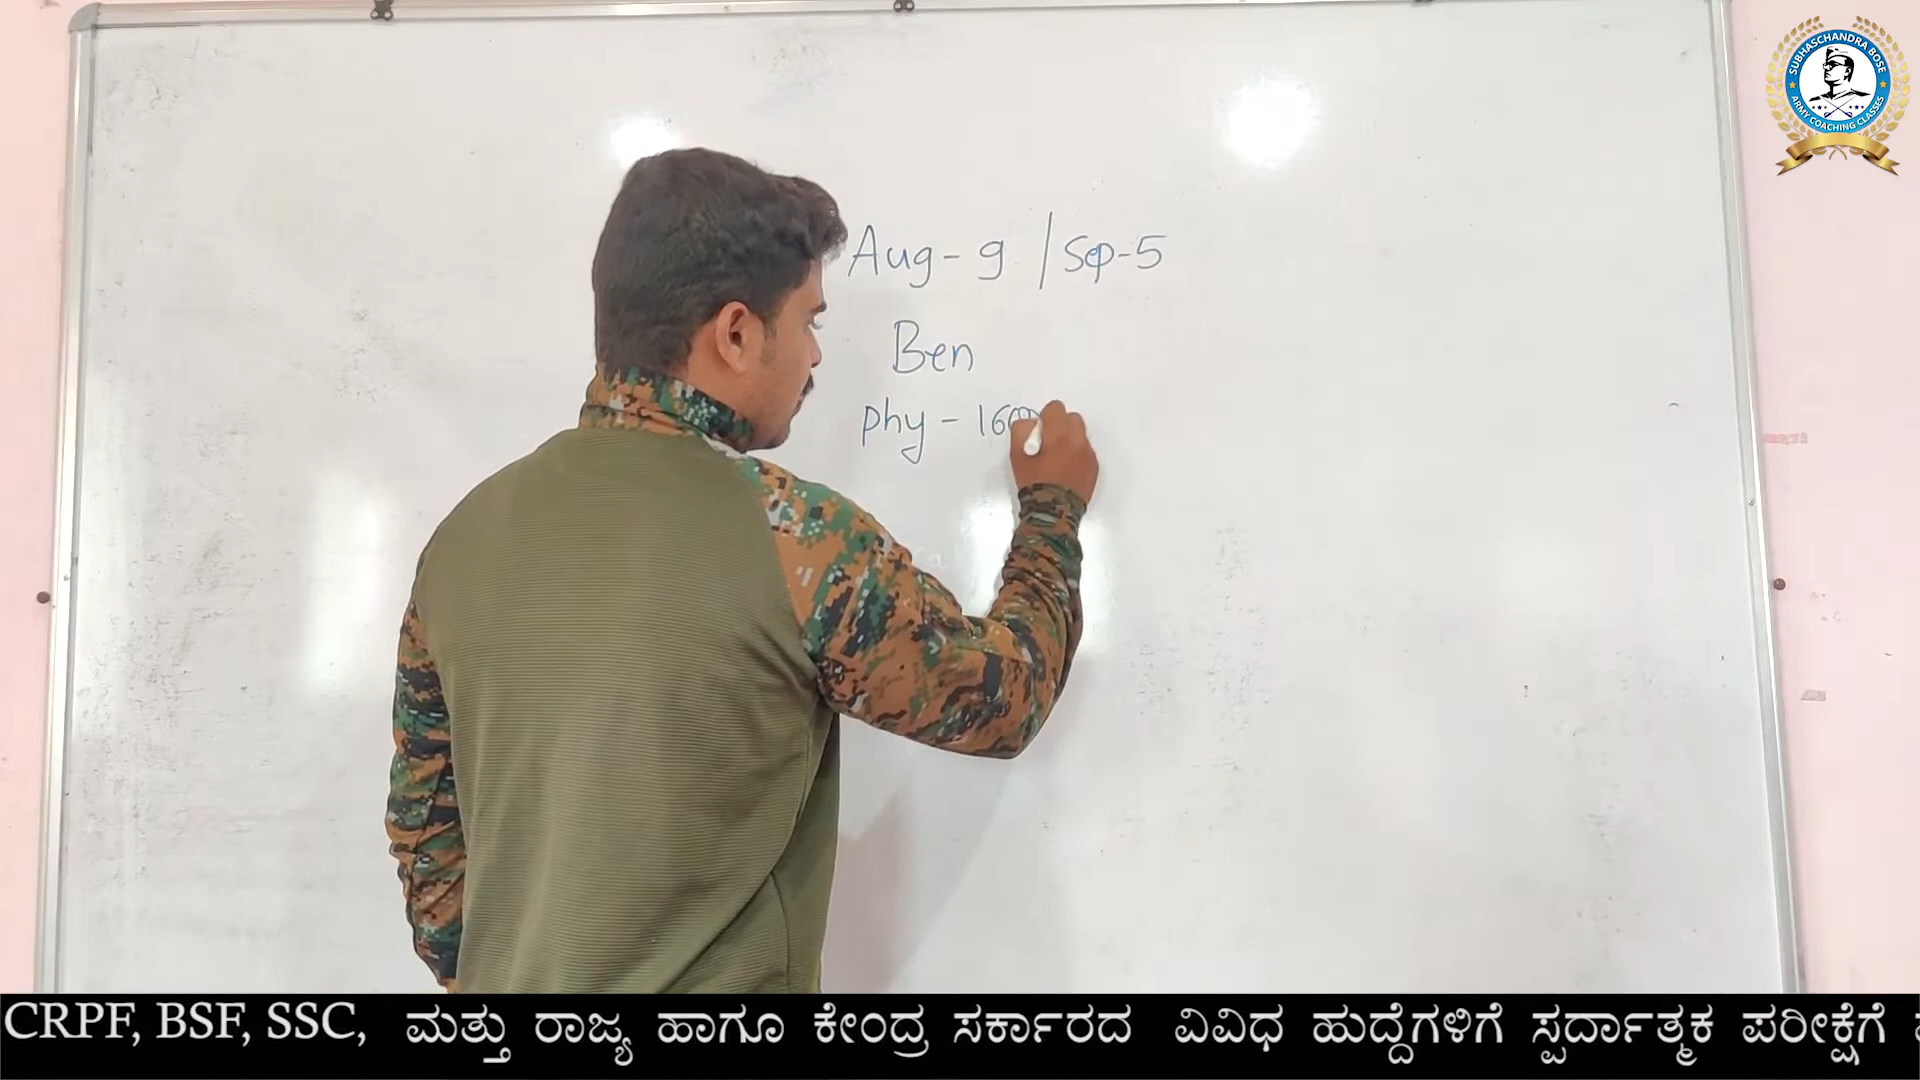 SUBHASCHANDRA BOSE
ARMY COACHING CLASSES
Aug - 9 / Sep - 5
Ben
phy - 160
CRPF, BSF, SSC, ಮತ್ತು ರಾಜ್ಯ ಹಾಗೂ ಕೇಂದ್ರ ಸರ್ಕಾರದ ವಿವಿಧ ಹುದ್ದೆಗಳಿಗೆ ಸ್ಪರ್ದಾತ್ಮಕ ಪರೀಕ್ಷೆಗೆ